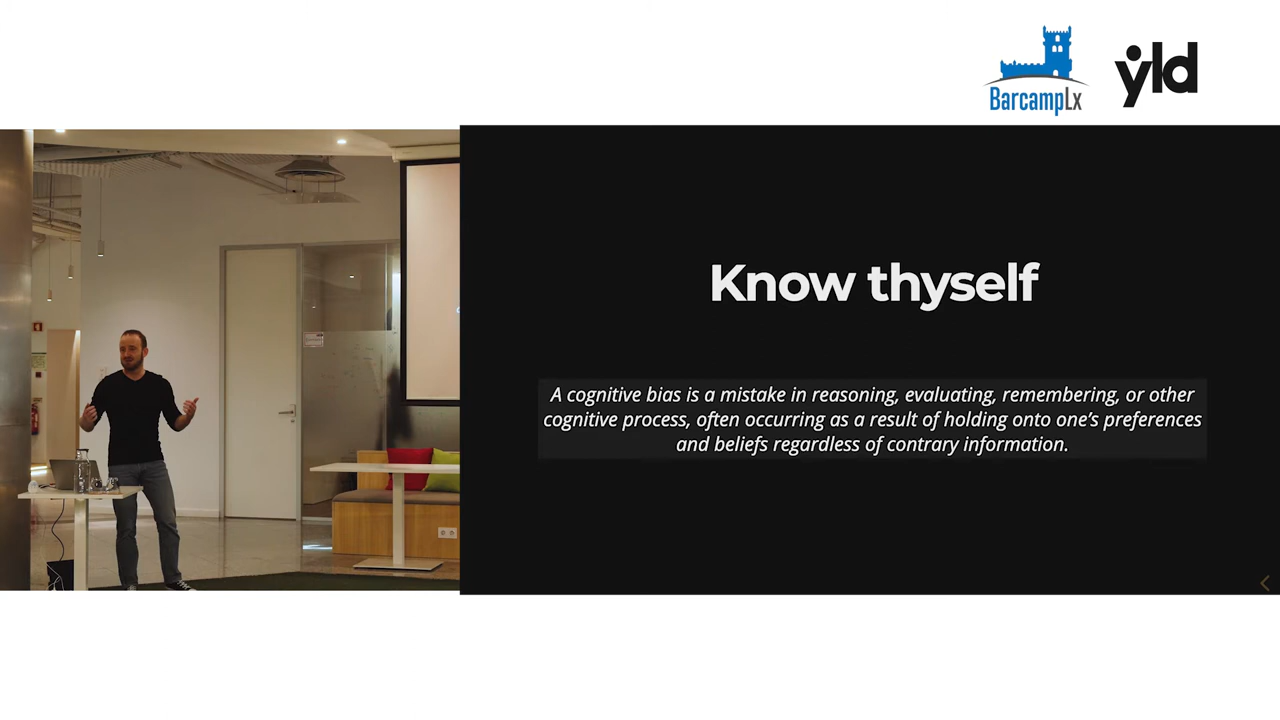 BarcampLx
yld
Know thyself
A cognitive bias is a mistake in reasoning, evaluating, remembering, or other
cognitive process, often occurring as a result of holding onto one’s preferences
and beliefs regardless of contrary information.